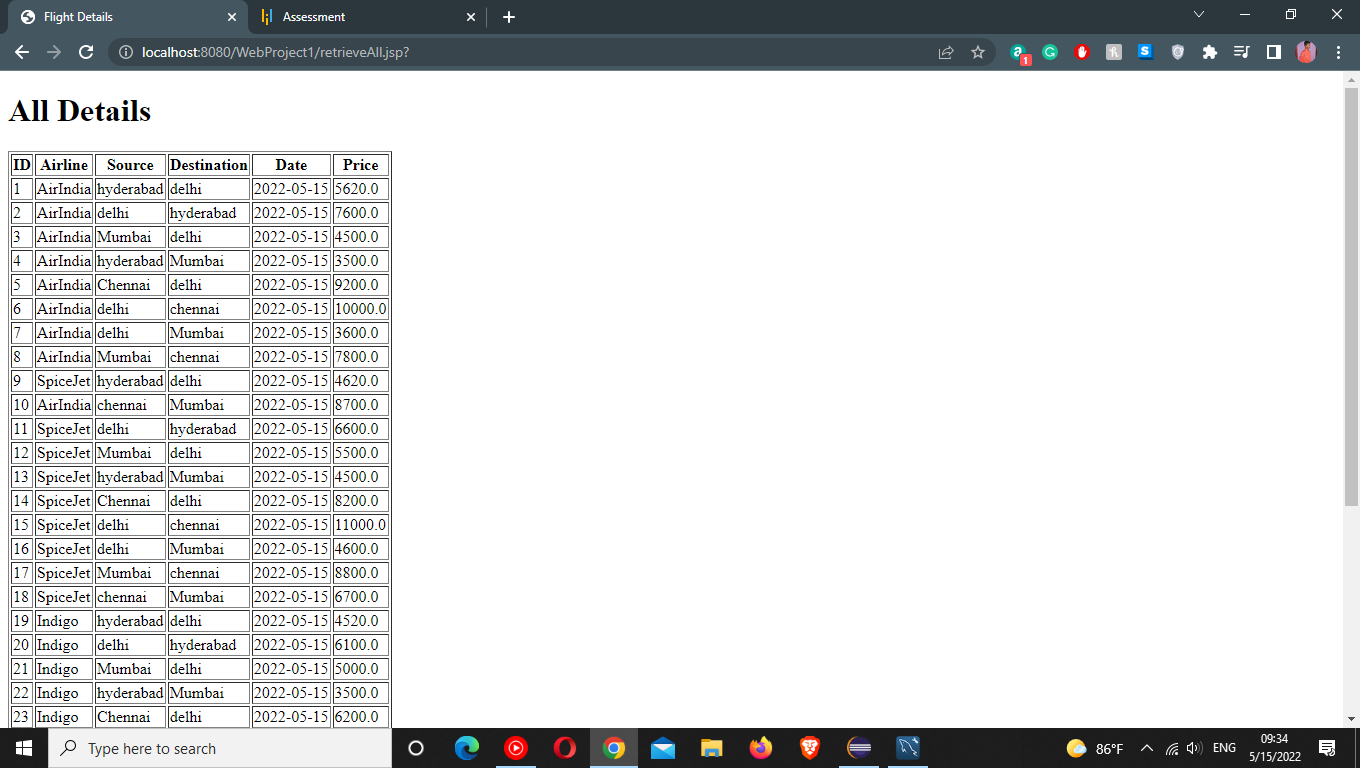 Flight Details
Assessment
localhost:8080/WebProject1/retrieveAll.jsp?
1
All Details
ID Airline Source Destination Date Price
1 AirIndia hyderabad delhi 2022-05-15 5620.0
2 AirIndia delhi hyderabad 2022-05-15 7600.0
3 AirIndia Mumbai delhi 2022-05-15 4500.0
4 AirIndia hyderabad Mumbai 2022-05-15 3500.0
5 AirIndia Chennai delhi 2022-05-15 9200.0
6 AirIndia delhi chennai 2022-05-15 10000.0
7 AirIndia delhi Mumbai 2022-05-15 3600.0
8 AirIndia Mumbai chennai 2022-05-15 7800.0
9 SpiceJet hyderabad delhi 2022-05-15 4620.0
10 AirIndia chennai Mumbai 2022-05-15 8700.0
11 SpiceJet delhi hyderabad 2022-05-15 6600.0
12 SpiceJet Mumbai delhi 2022-05-15 5500.0
13 SpiceJet hyderabad Mumbai 2022-05-15 4500.0
14 SpiceJet Chennai delhi 2022-05-15 8200.0
15 SpiceJet delhi chennai 2022-05-15 11000.0
16 SpiceJet delhi Mumbai 2022-05-15 4600.0
17 SpiceJet Mumbai chennai 2022-05-15 8800.0
18 SpiceJet chennai Mumbai 2022-05-15 6700.0
19 Indigo hyderabad delhi 2022-05-15 4520.0
20 Indigo delhi hyderabad 2022-05-15 6100.0
21 Indigo Mumbai delhi 2022-05-15 5000.0
22 Indigo hyderabad Mumbai 2022-05-15 3500.0
23 Indigo Chennai delhi 2022-05-15 6200.0
Type here to search
86°F
ENG
09:34
5/15/2022